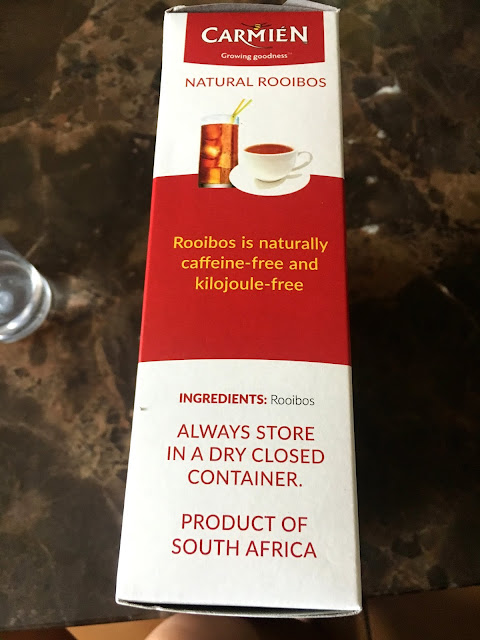 CARMIÉN
Growing goodness™
NATURAL ROOIBOS
Rooibos is naturally
caffeine-free and
kilojoule-free
INGREDIENTS: Rooibos
ALWAYS STORE
IN A DRY CLOSED
CONTAINER.
PRODUCT OF
SOUTH AFRICA